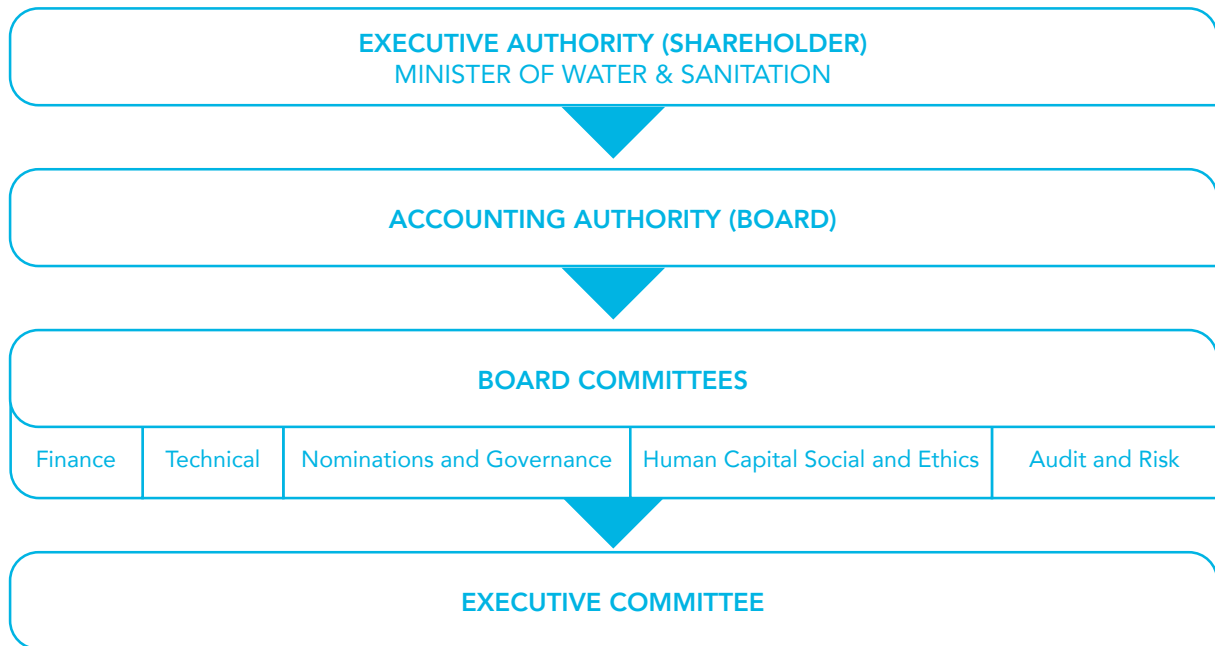 EXECUTIVE AUTHORITY (SHAREHOLDER)
MINISTER OF WATER & SANITATION
ACCOUNTING AUTHORITY (BOARD)
BOARD COMMITTEES
Finance
Technical
Nominations and Governance
Human Capital Social and Ethics
Audit and Risk
EXECUTIVE COMMITTEE